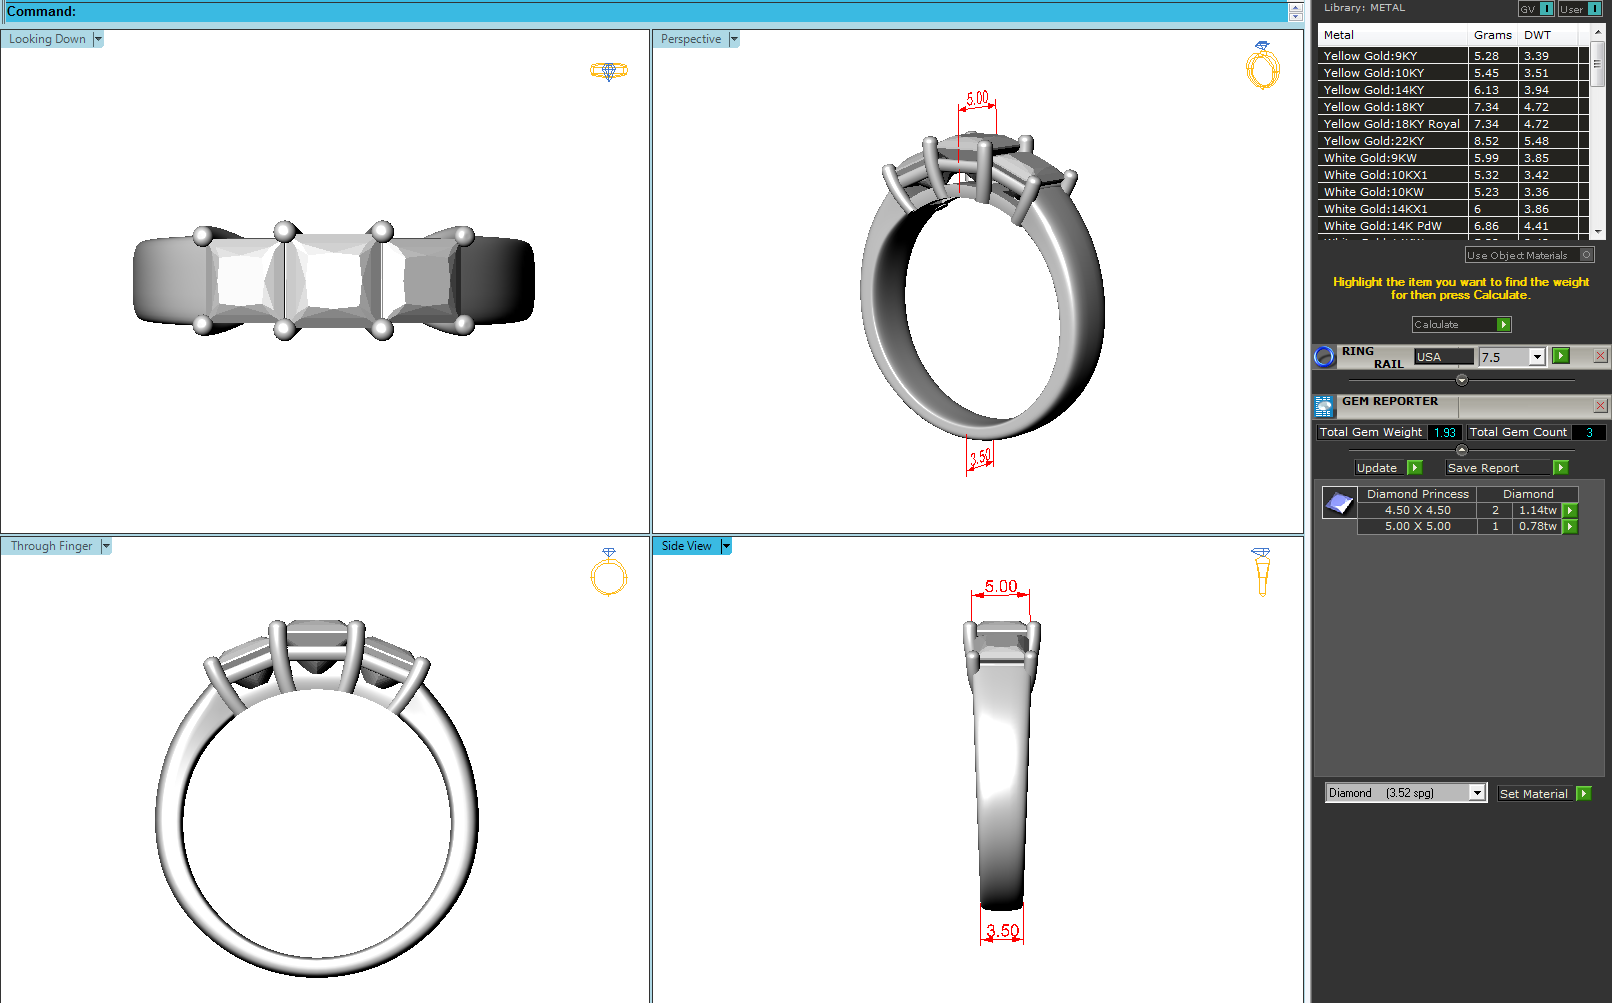 Command:
Looking Down
Perspective
5.00
3.50
Through Finger
Side View
5.00
3.50
Library: METAL
GV I User I
Metal Grams DWT
Yellow Gold:9KY 5.28 3.39
Yellow Gold:10KY 5.45 3.51
Yellow Gold:14KY 6.13 3.94
Yellow Gold:18KY 7.34 4.72
Yellow Gold:18KY Royal 7.34 4.72
Yellow Gold:22KY 8.52 5.48
White Gold:9KW 5.99 3.85
White Gold:10KX1 5.32 3.42
White Gold:10KW 5.23 3.36
White Gold:14KX1 6 3.86
White Gold:14K PdW 6.86 4.41
Use Object Materials
Highlight the item you want to find the weight
for then press Calculate.
Calculate
RING
RAIL USA 7.5
GEM REPORTER
Total Gem Weight 1.93 Total Gem Count 3
Update Save Report
Diamond Princess Diamond
4.50 X 4.50 2 1.14tw
5.00 X 5.00 1 0.78tw
Diamond (3.52 spg) Set Material